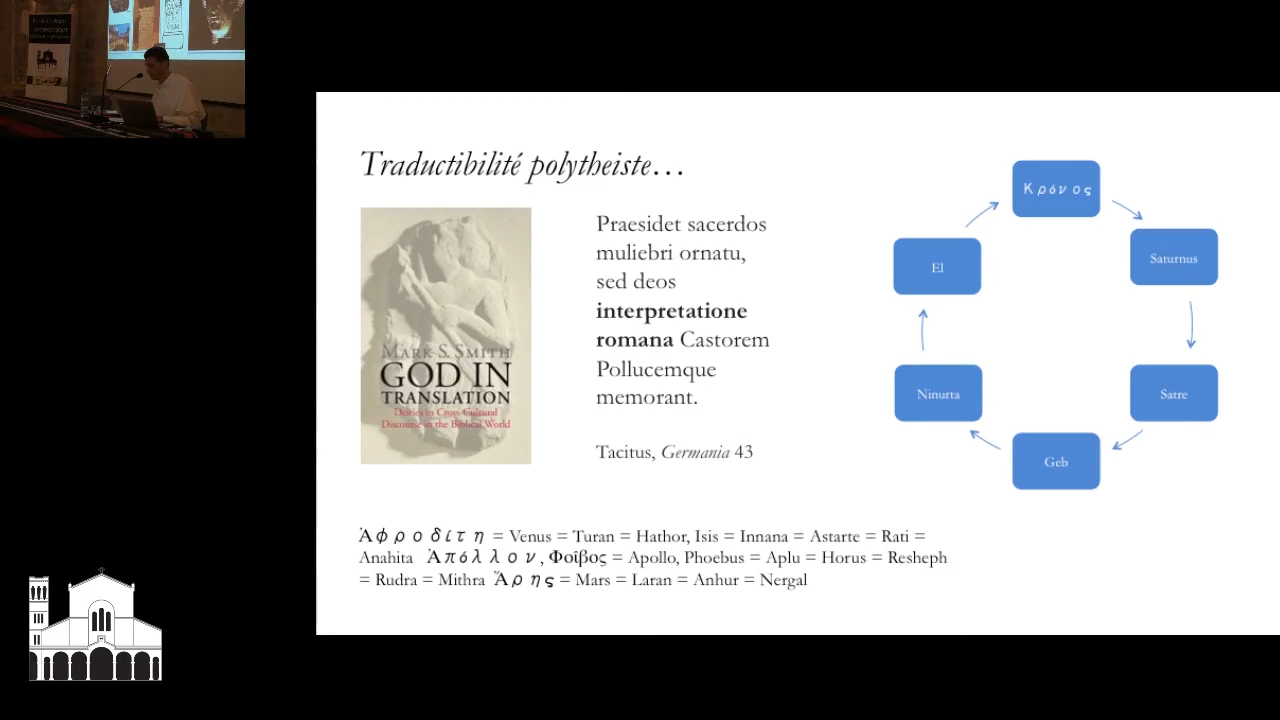 Traductibilité polytheiste…
MARK S. SMITH
GOD IN
TRANSLATION
Deities in Cross-Cultural
Discourse in the Biblical World
Praesidet sacerdos
muliebri ornatu,
sed deos
interpretatione
romana Castorem
Pollucemque
memorant.
Tacitus, Germania 43
Κρόνος
Saturnus
Satre
Geb
Ninurta
El
Ἀφροδίτη = Venus = Turan = Hathor, Isis = Innana = Astarte = Rati =
Anahita Ἀπόλλον, Φοῖβος = Apollo, Phoebus = Aplu = Horus = Resheph
= Rudra = Mithra Ἄρης = Mars = Laran = Anhur = Nergal